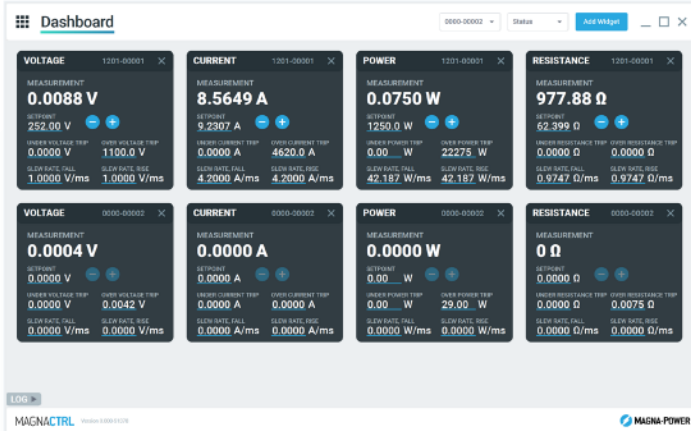 Dashboard
0000-00002
Status
Add Widget
VOLTAGE 1201-00001
MEASUREMENT
0.0088 V
SETPOINT
252.00 V
UNDER VOLTAGE TRIP OVER VOLTAGE TRIP
0.0000 V 1100.0 V
SLEW RATE, FALL SLEW RATE, RISE
1.0000 V/ms 1.0000 V/ms
CURRENT 1201-00001
MEASUREMENT
8.5649 A
SETPOINT
9.2307 A
UNDER CURRENT TRIP OVER CURRENT TRIP
0.0000 A 4620.0 A
SLEW RATE, FALL SLEW RATE, RISE
4.2000 A/ms 4.2000 A/ms
POWER 1201-00001
MEASUREMENT
0.0750 W
SETPOINT
1250.0 W
UNDER POWER TRIP OVER POWER TRIP
0.00 W 22275 W
SLEW RATE, FALL SLEW RATE, RISE
42.187 W/ms 42.187 W/ms
RESISTANCE 1201-00001
MEASUREMENT
977.88 Ω
SETPOINT
62.399 Ω
UNDER RESISTANCE TRIP OVER RESISTANCE TRIP
0.0000 Ω 0.0000 Ω
SLEW RATE, FALL SLEW RATE, RISE
0.9747 Ω/ms 0.9747 Ω/ms
VOLTAGE 0000-00002
MEASUREMENT
0.0004 V
SETPOINT
0.0000 V
UNDER VOLTAGE TRIP OVER VOLTAGE TRIP
0.0000 V 0.0042 V
SLEW RATE, FALL SLEW RATE, RISE
0.0000 V/ms 0.0000 V/ms
CURRENT 0000-00002
MEASUREMENT
0.0000 A
SETPOINT
0.0000 A
UNDER CURRENT TRIP OVER CURRENT TRIP
0.0000 A 0.0000 A
SLEW RATE, FALL SLEW RATE, RISE
0.0000 A/ms 0.0000 A/ms
POWER 0000-00002
MEASUREMENT
0.0000 W
SETPOINT
0.00 W
UNDER POWER TRIP OVER POWER TRIP
0.00 W 29.00 W
SLEW RATE, FALL SLEW RATE, RISE
0.0000 W/ms 0.0000 W/ms
RESISTANCE 0000-00002
MEASUREMENT
0 Ω
SETPOINT
0.0000 Ω
UNDER RESISTANCE TRIP OVER RESISTANCE TRIP
0.0000 Ω 0.0075 Ω
SLEW RATE, FALL SLEW RATE, RISE
0.0000 Ω/ms 0.0000 Ω/ms
LOG
MAGNACTRL Version
MAGNA-POWER